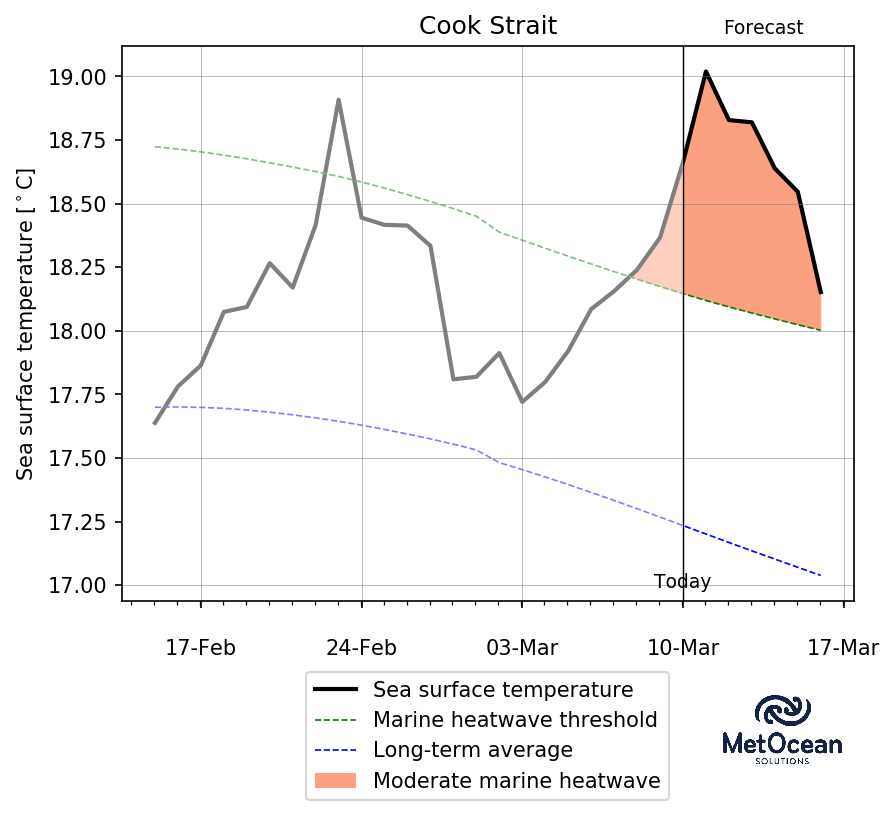 Cook Strait
Forecast
Sea surface temperature [°C]
19.00
18.75
18.50
18.25
18.00
17.75
17.50
17.25
17.00
Today
17-Feb
24-Feb
03-Mar
10-Mar
17-Mar
Sea surface temperature
Marine heatwave threshold
Long-term average
Moderate marine heatwave
MetOcean
SOLUTIONS